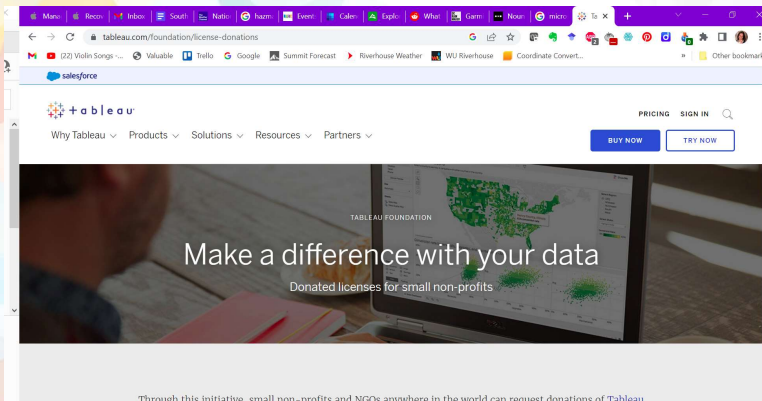 Mana
Recov
Inbox
South
Natio
hazm
Event
Caler
Explo
What
Garm
Noun
micro
Ta
tableau.com/foundation/license-donations
(22) Violin Songs -...
Valuable
Trello
Google
Summit Forecast
Riverhouse Weather
WU Riverhouse
Coordinate Convert...
»
Other bookmark
salesforce
+ableau
PRICING SIGN IN
Why Tableau Products Solutions Resources Partners
BUY NOW TRY NOW
TABLEAU FOUNDATION
Make a difference with your data
Donated licenses for small non-profits
Through this initiative, small non-profits and NGOs anywhere in the world can request donations of Tableau